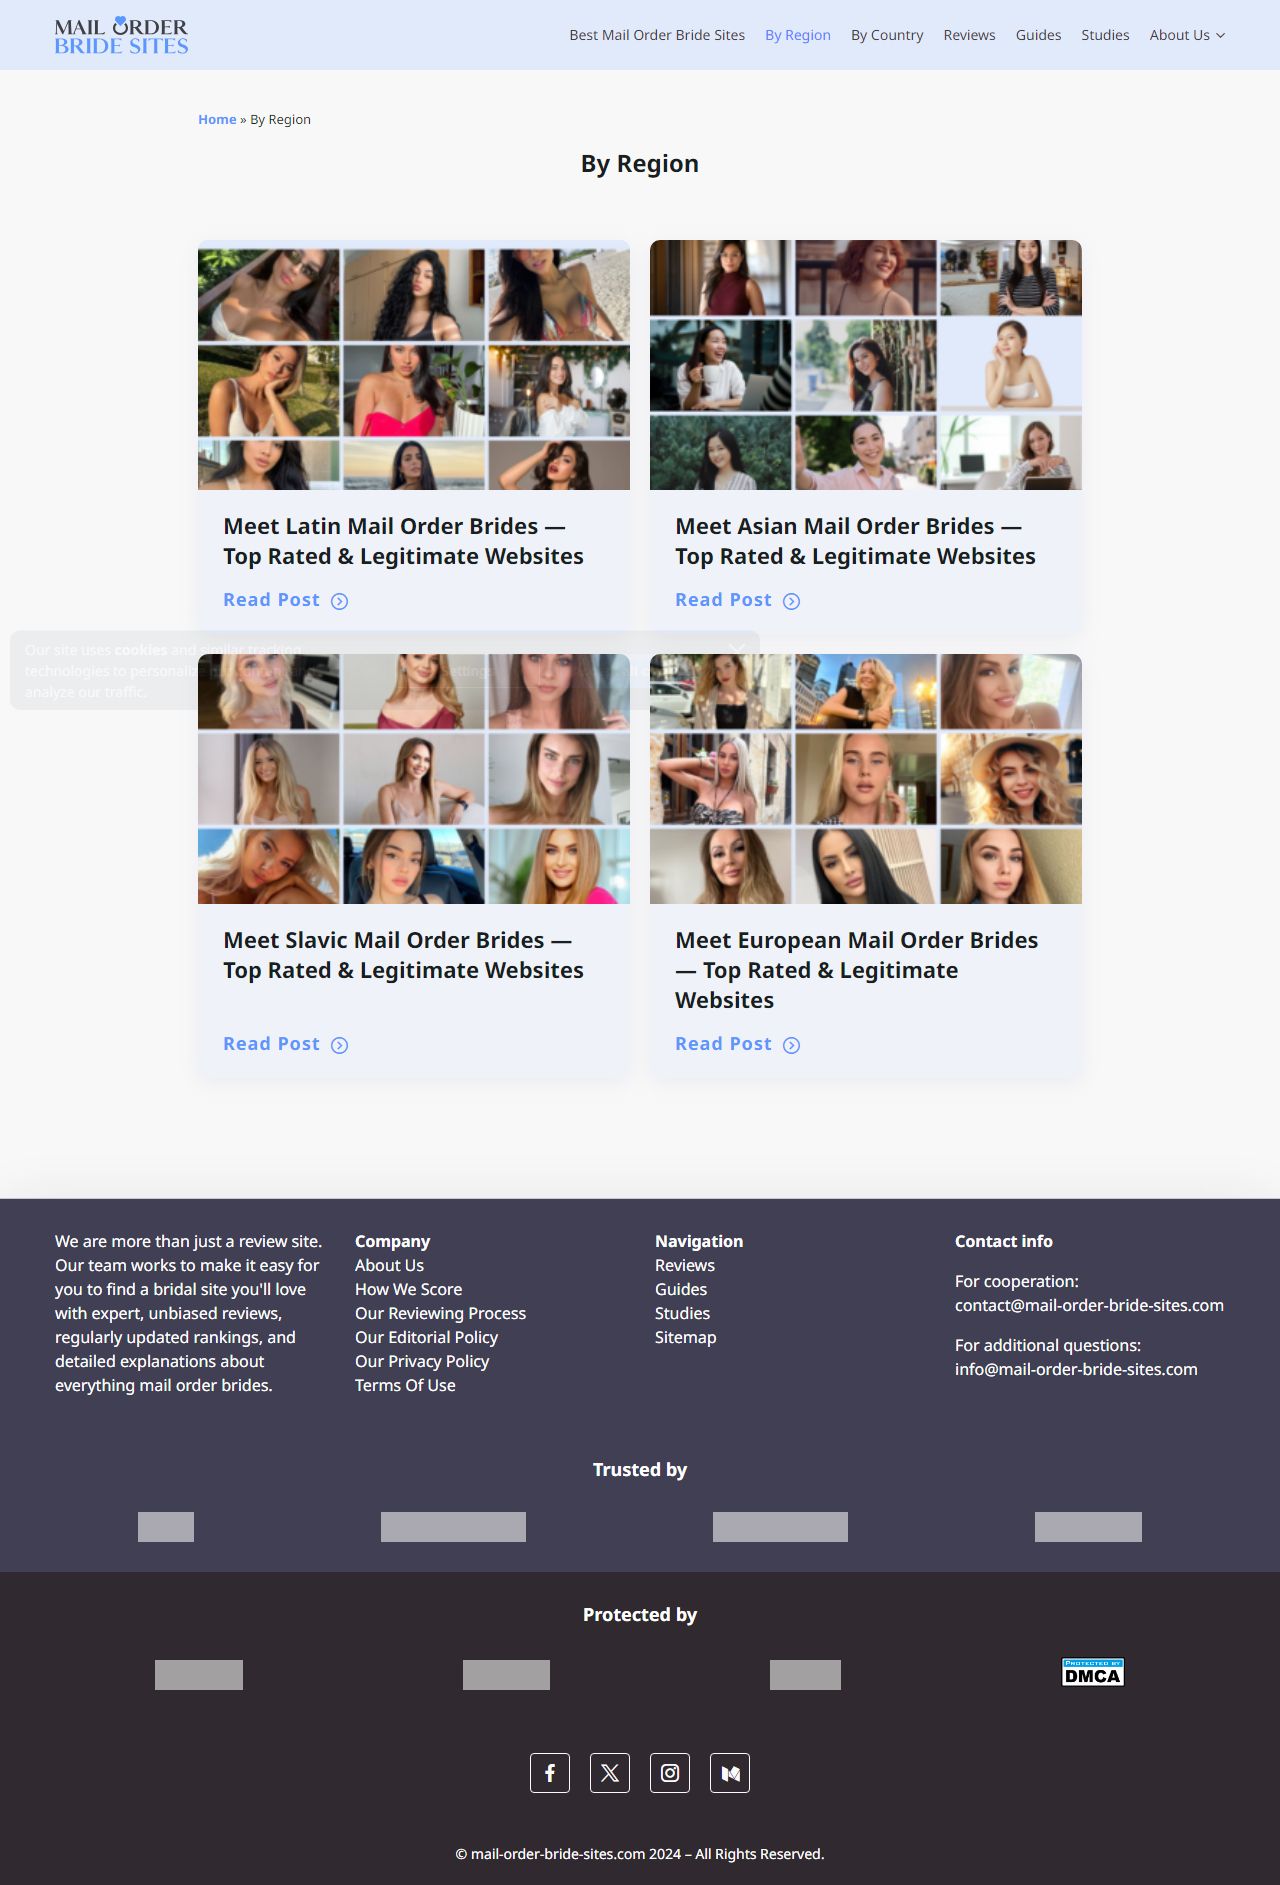 MAIL ORDER
BRIDE SITES
Best Mail Order Bride Sites
By Region
By Country
Reviews
Guides
Studies
About Us
Home » By Region
By Region
Meet Latin Mail Order Brides —
Top Rated & Legitimate Websites
Read Post
Meet Asian Mail Order Brides —
Top Rated & Legitimate Websites
Read Post
Our site uses cookies and similar tracking
technologies to personalize
analyze our traffic.
Settings
Meet Slavic Mail Order Brides —
Top Rated & Legitimate Websites
Read Post
Meet European Mail Order Brides
— Top Rated & Legitimate
Websites
Read Post
We are more than just a review site.
Our team works to make it easy for
you to find a bridal site you'll love
with expert, unbiased reviews,
regularly updated rankings, and
detailed explanations about
everything mail order brides.
Company
About Us
How We Score
Our Reviewing Process
Our Editorial Policy
Our Privacy Policy
Terms Of Use
Navigation
Reviews
Guides
Studies
Sitemap
Contact info
For cooperation:
contact@mail-order-bride-sites.com
For additional questions:
info@mail-order-bride-sites.com
Trusted by
Protected by
PROTECTED BY
DMCA
© mail-order-bride-sites.com 2024 – All Rights Reserved.